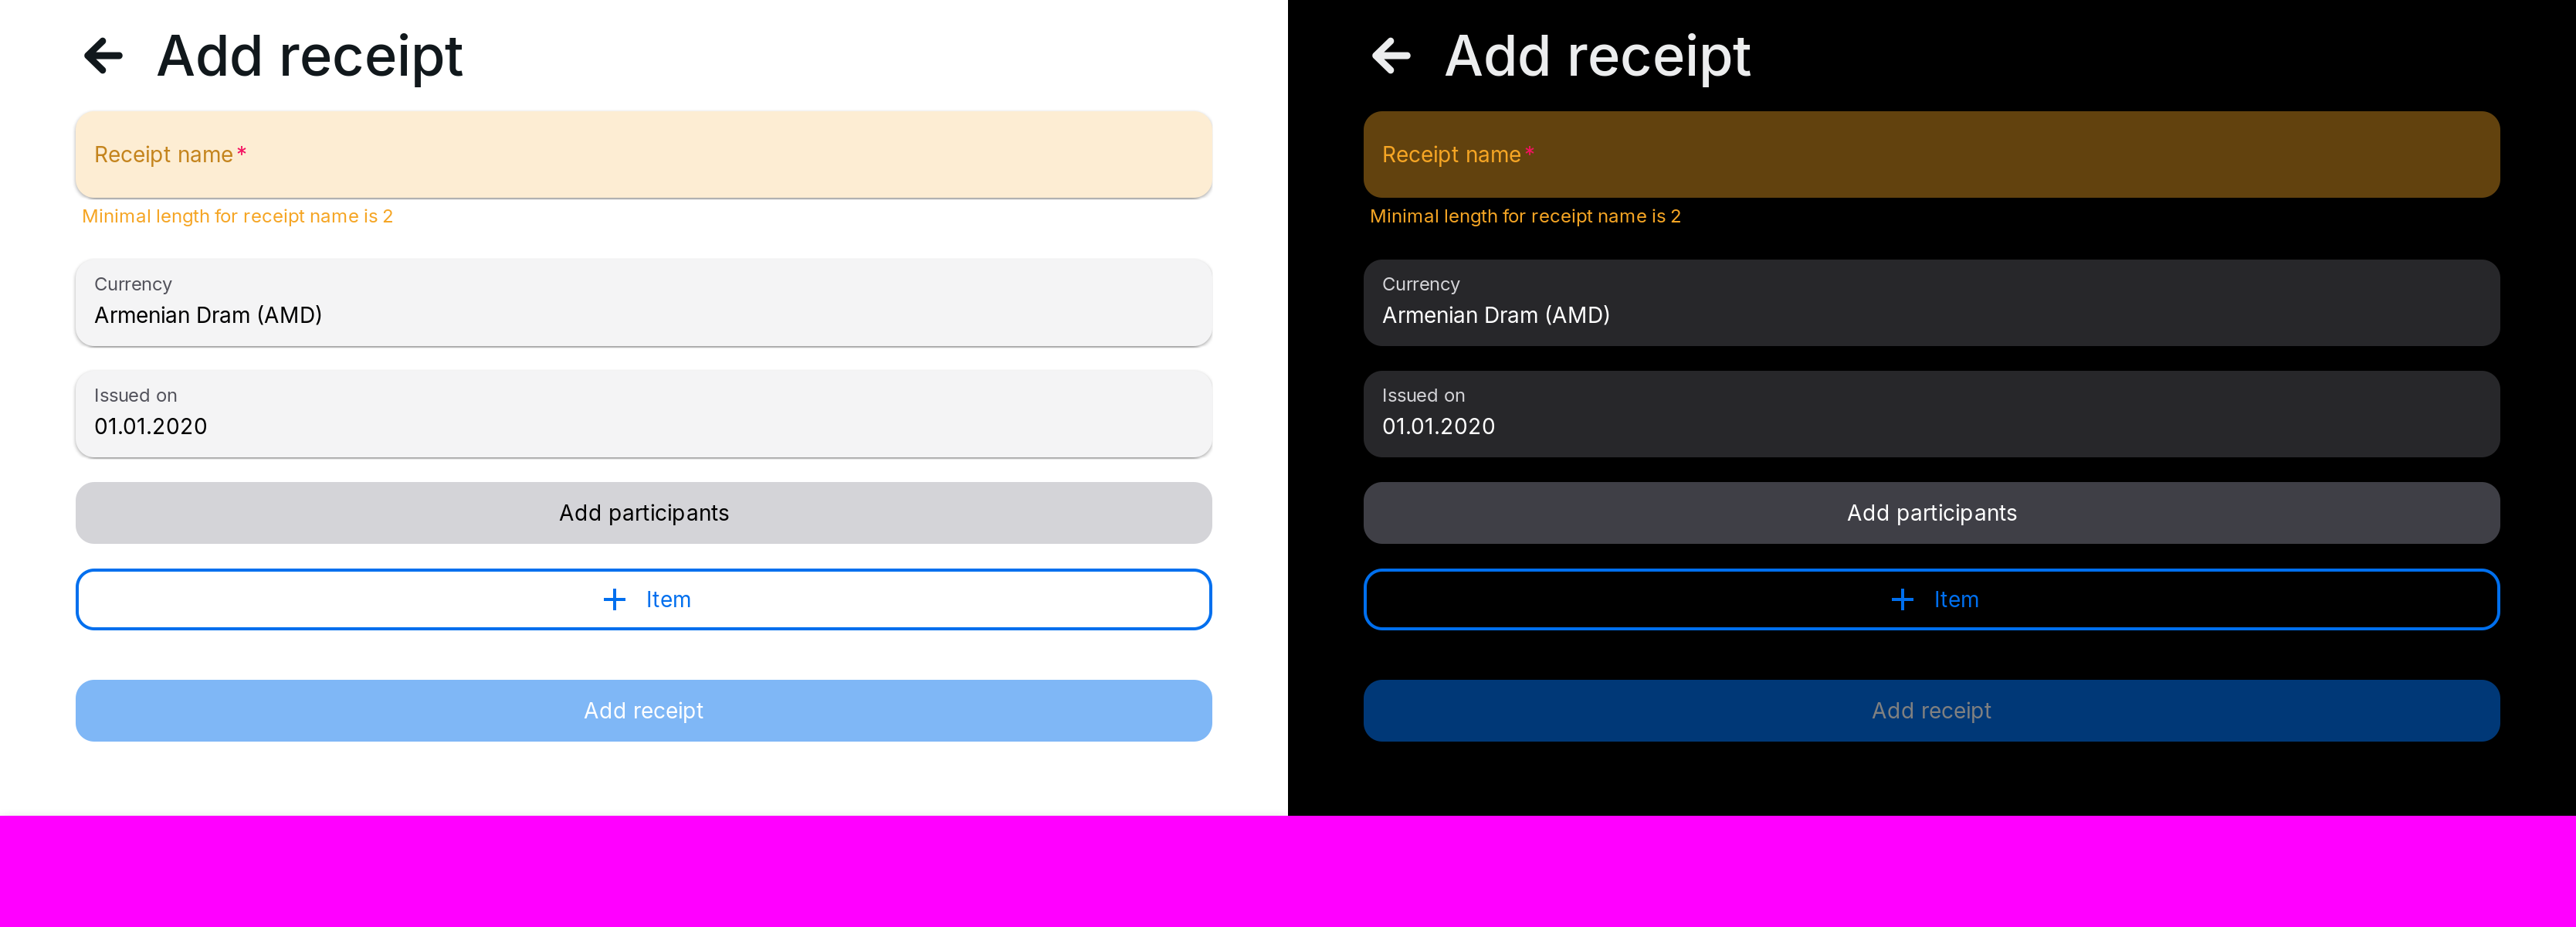 Add receipt
Receipt name*
Minimal length for receipt name is 2
Currency
Armenian Dram (AMD)
Issued on
01.01.2020
Add participants
+ Item
Add receipt
Add receipt
Receipt name*
Minimal length for receipt name is 2
Currency
Armenian Dram (AMD)
Issued on
01.01.2020
Add participants
+ Item
Add receipt